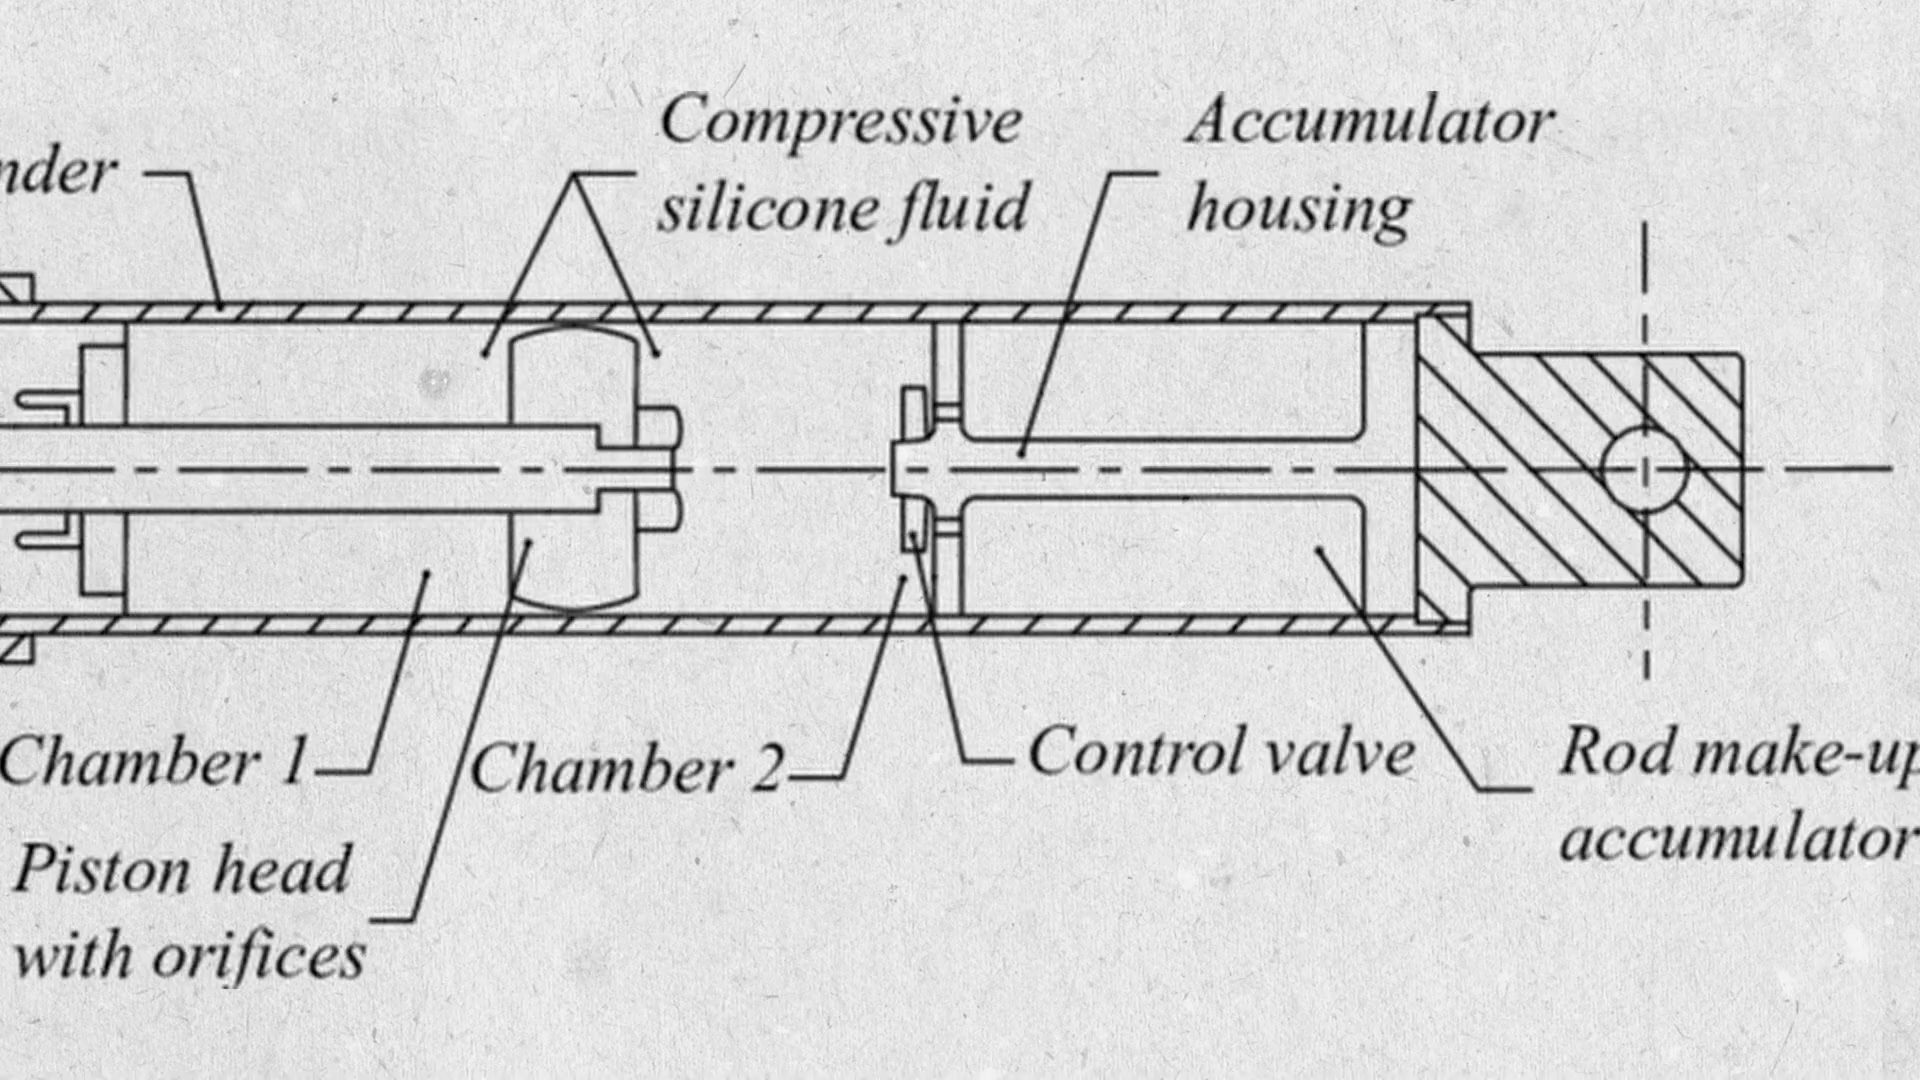 nder
Compressive
silicone fluid
Accumulator
housing
Chamber 1
Chamber 2
Control valve
Rod make-up
accumulator
Piston head
with orifices